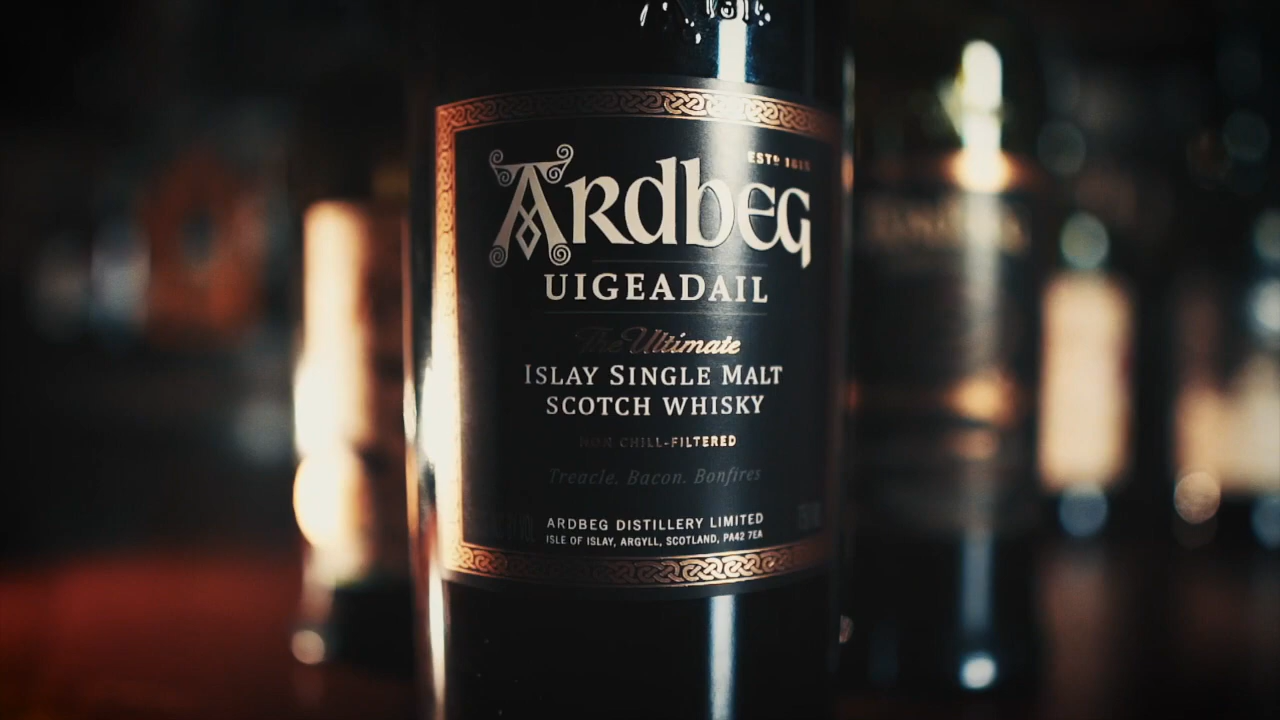 ESTD 1815
ARDBEG
UIGEADAIL
The Ultimate
ISLAY SINGLE MALT
SCOTCH WHISKY
NON CHILL-FILTERED
Treacle. Bacon. Bonfires
ARDBEG DISTILLERY LIMITED
ISLE OF ISLAY, ARGYLL, SCOTLAND, PA42 7EA